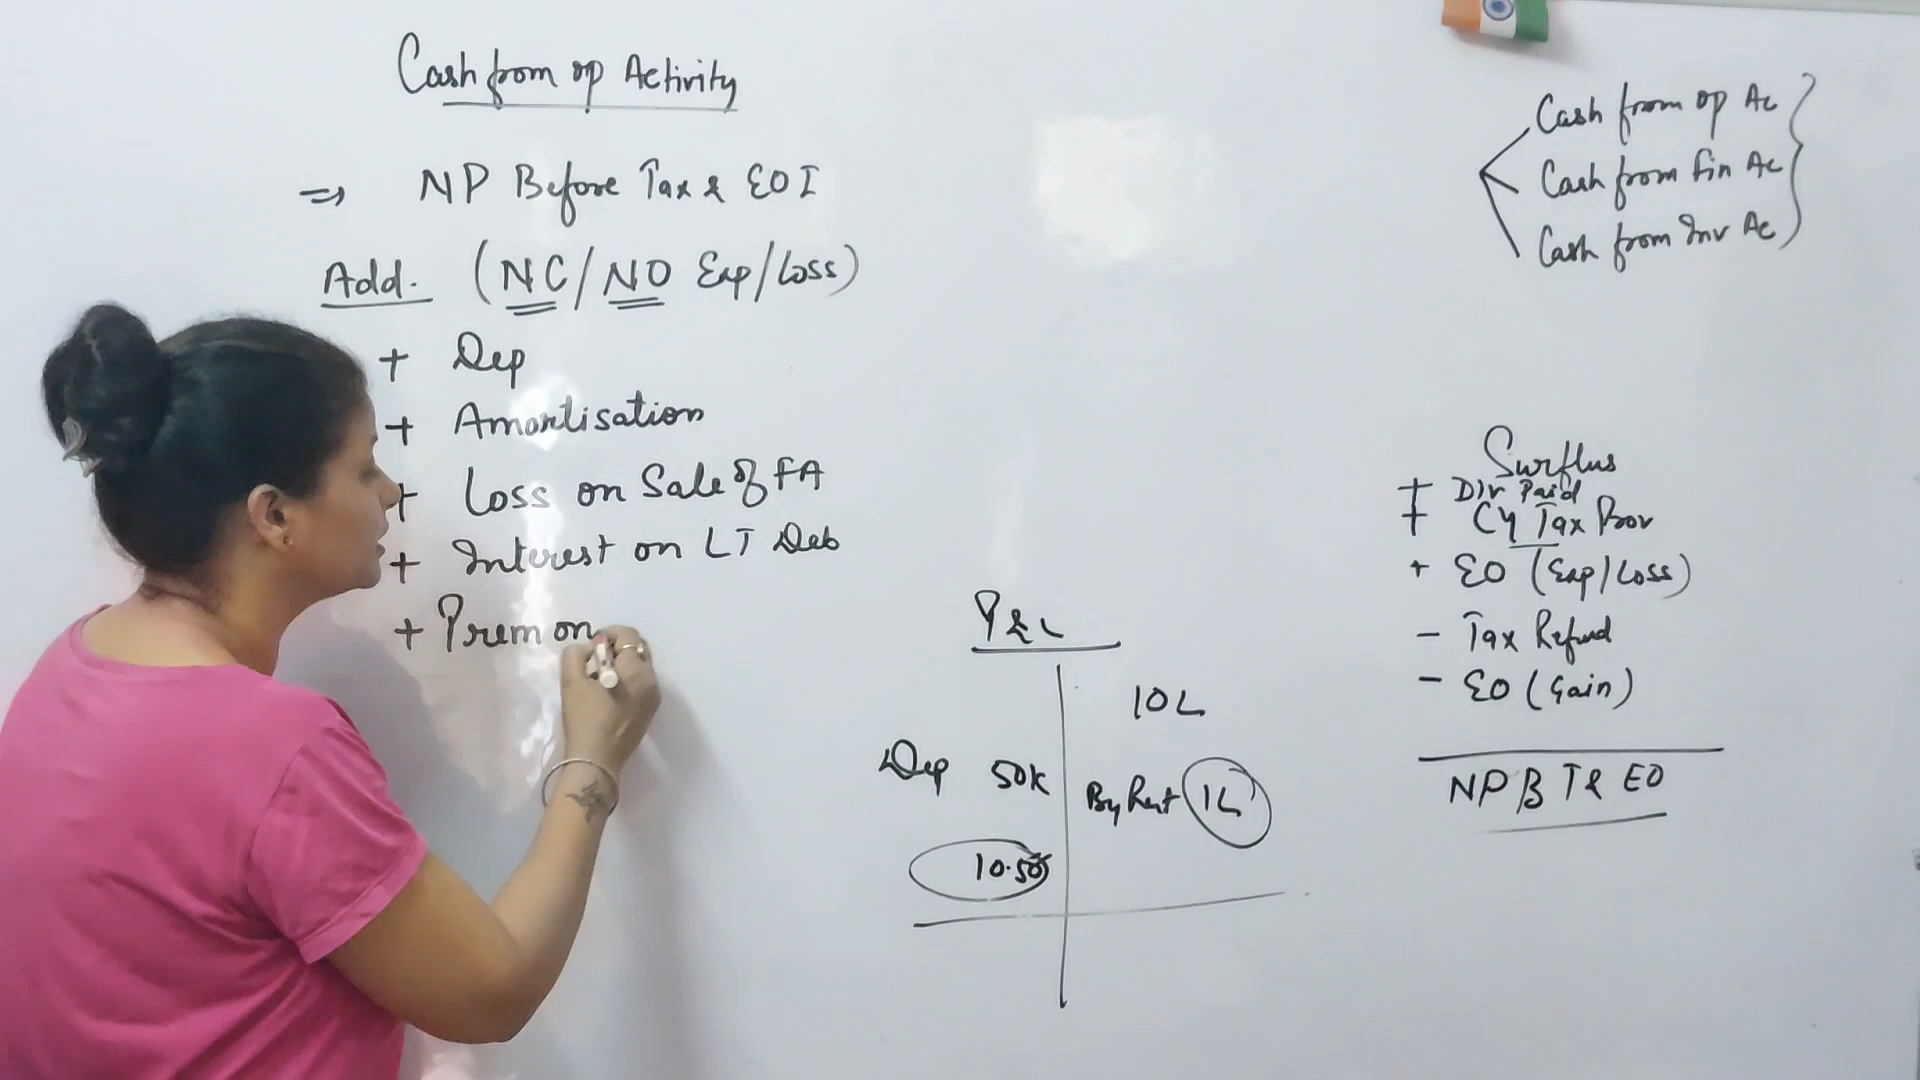 Cash from op Activity
⇒ NP Before Tax & EOI
Add. (NC/NO Exp/Loss)
+ Dep
+ Amortisation
+ Loss on Sale of FA
+ Interest on LT Deb
+ Prem on
P&L
10L
Dep 50k
By Rent 1L
10.50
Cash from op Ac
Cash from Fin Ac
Cash from Inv Ac
Surplus
+ Div Paid
+ CY Tax Prov
+ EO (Exp/Loss)
- Tax Refund
- EO (Gain)
NP B T & EO